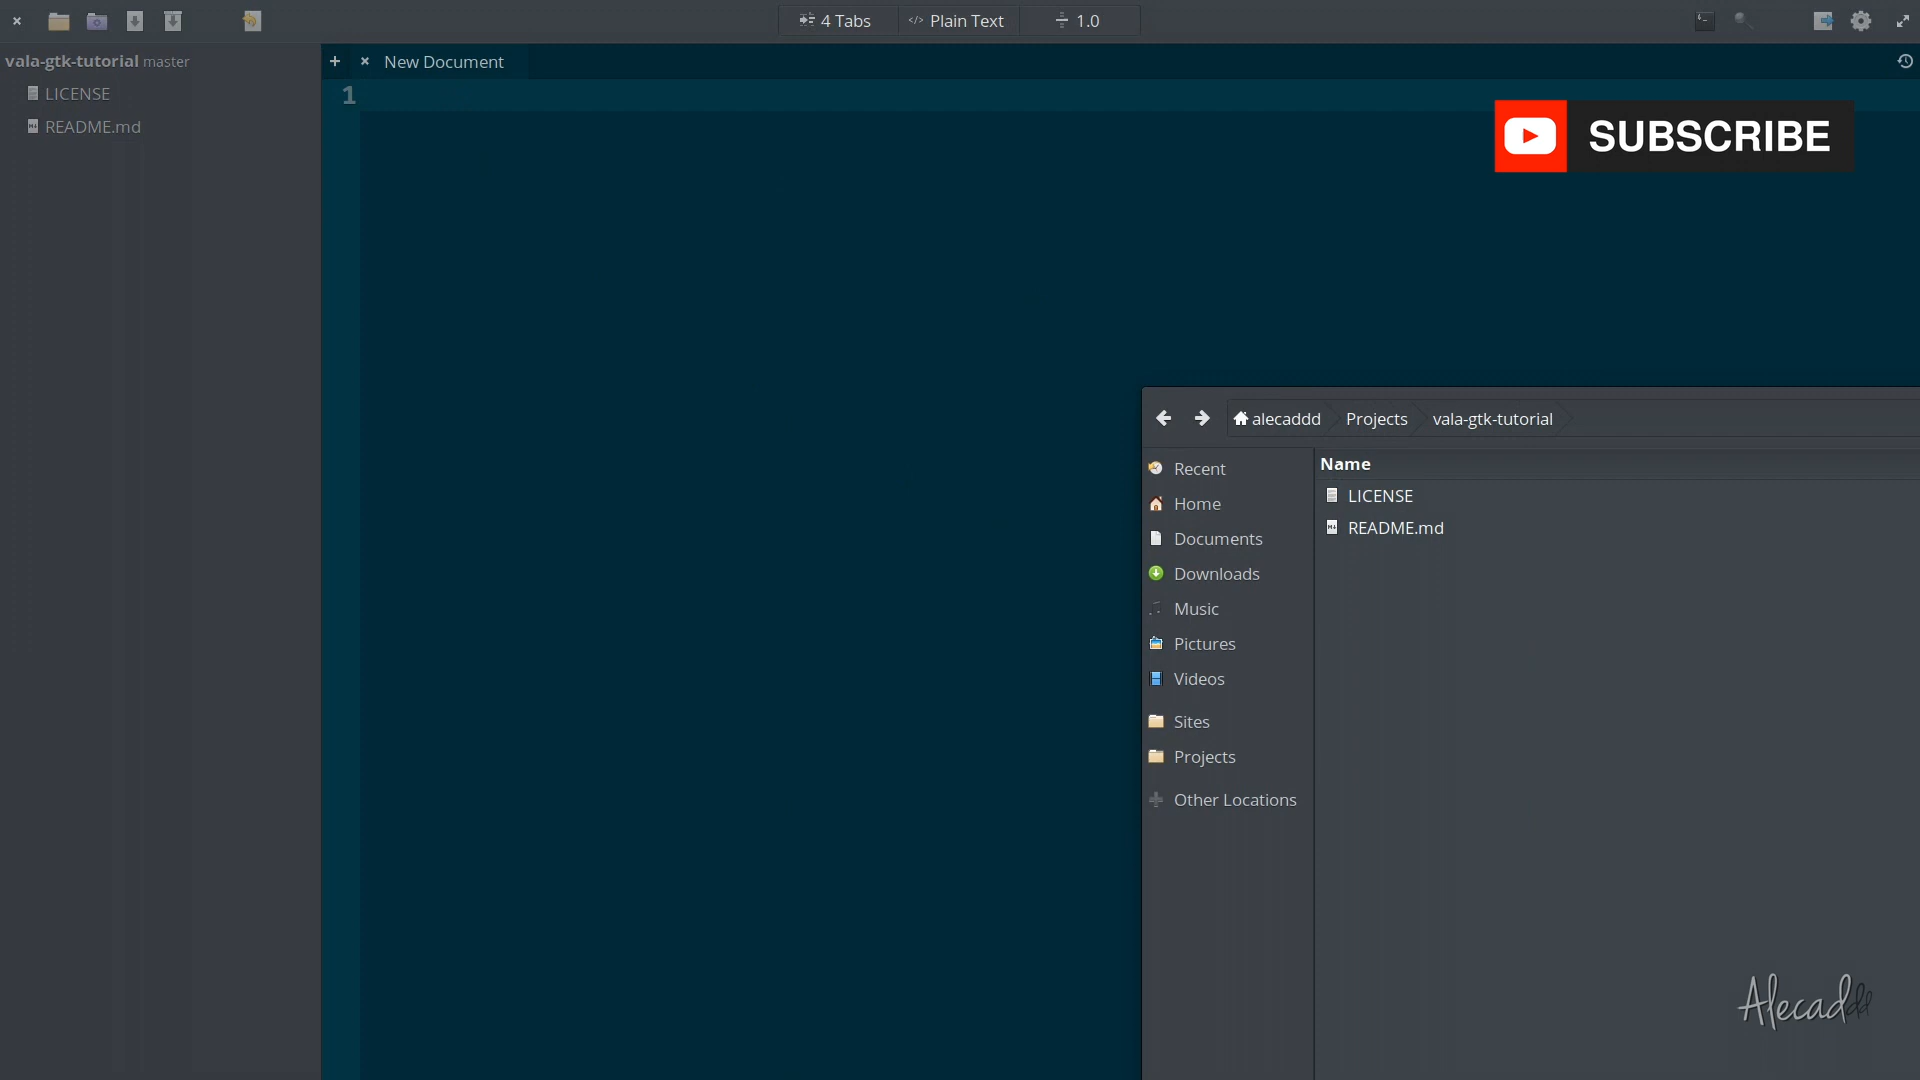 4 Tabs
Plain Text
1.0
vala-gtk-tutorial master
LICENSE
README.md
New Document
1
SUBSCRIBE
alecaddd
Projects
vala-gtk-tutorial
Name
LICENSE
README.md
Recent
Home
Documents
Downloads
Music
Pictures
Videos
Sites
Projects
Other Locations
Alecaddd